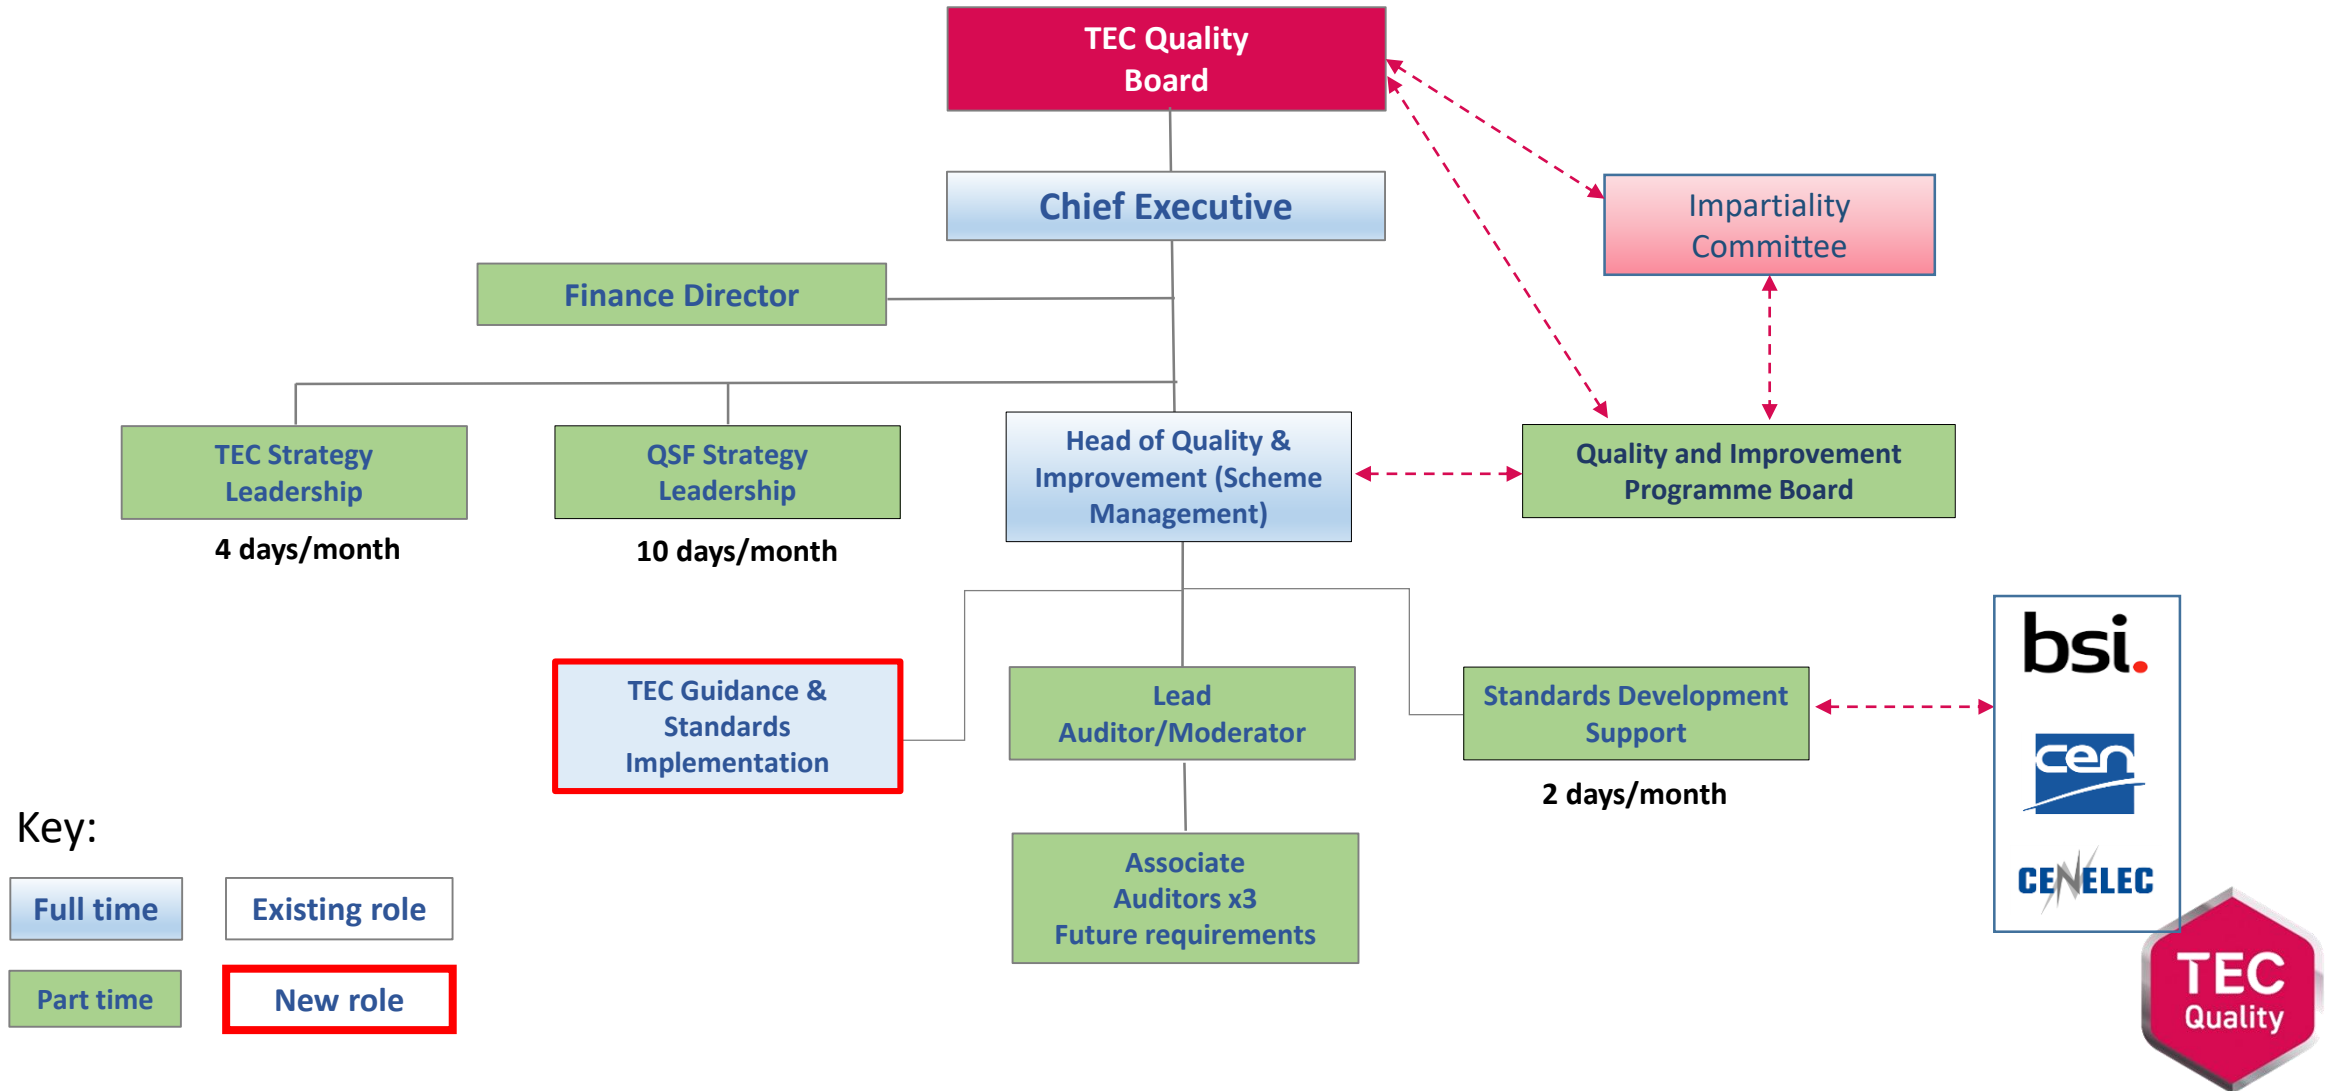 TEC Quality
Board
Chief Executive
Impartiality
Committee
Finance Director
TEC Strategy
Leadership
4 days/month
QSF Strategy
Leadership
10 days/month
Head of Quality &
Improvement (Scheme
Management)
Quality and Improvement
Programme Board
TEC Guidance &
Standards
Implementation
Lead
Auditor/Moderator
Standards Development
Support
2 days/month
bsi.
cen
CENELEC
Associate
Auditors x3
Future requirements
Key:
Full time
Existing role
Part time
New role
TEC
Quality